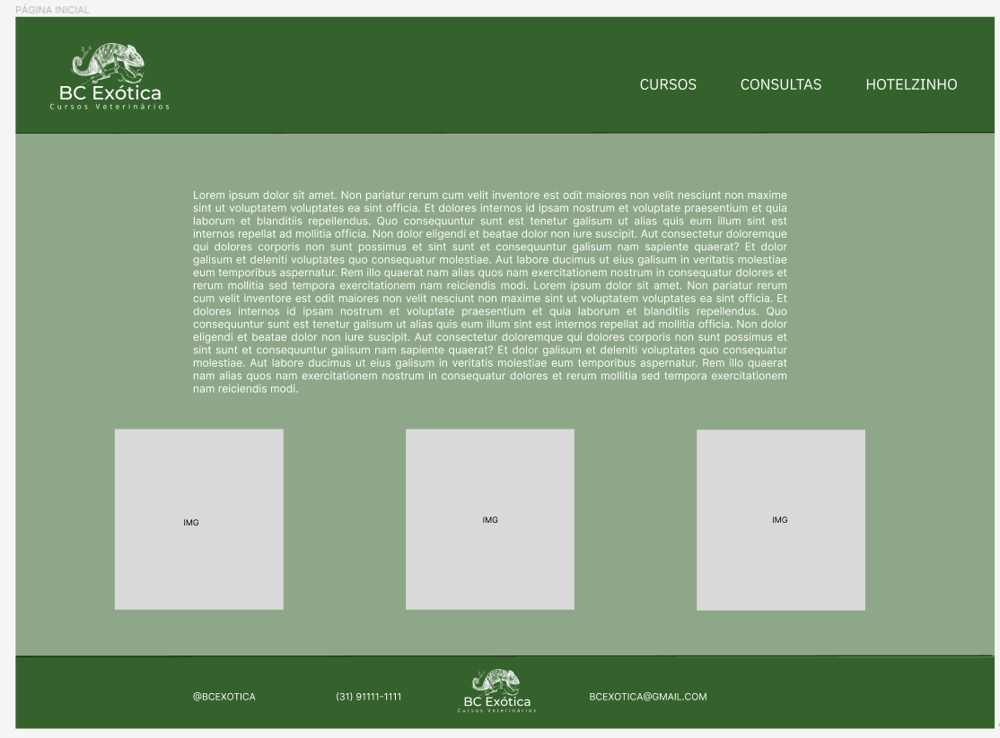 PÁGINA INICIAL
BC Exótica
Cursos Veterinários
CURSOS
CONSULTAS
HOTELZINHO
Lorem ipsum dolor sit amet. Non pariatur rerum cum velit inventore est odit maiores non velit nesciunt non maxime
sint ut voluptatem voluptates ea sint officia. Et dolores internos id ipsam nostrum et voluptate praesentium et quia
laborum et blanditiis repellendus. Quo consequuntur sunt est tenetur galisum ut alias quis eum illum sint est
internos repellat ad mollitia officia. Non dolor eligendi et beatae dolor non iure suscipit. Aut consectetur doloremque
qui dolores corporis non sunt possimus et sint sunt et consequuntur galisum nam sapiente quaerat? Et dolor
galisum et deleniti voluptates quo consequatur molestiae. Aut labore ducimus ut eius galisum in veritatis molestiae
eum temporibus aspernatur. Rem illo quaerat nam alias quos nam exercitationem nostrum in consequatur dolores et
rerum mollitia sed tempora exercitationem nam reiciendis modi. Lorem ipsum dolor sit amet. Non pariatur rerum
cum velit inventore est odit maiores non velit nesciunt non maxime sint ut voluptatem voluptates ea sint officia. Et
dolores internos id ipsam nostrum et voluptate praesentium et quia laborum et blanditiis repellendus. Quo
consequuntur sunt est tenetur galisum ut alias quis eum illum sint est internos repellat ad mollitia officia. Non dolor
eligendi et beatae dolor non iure suscipit. Aut consectetur doloremque qui dolores corporis non sunt possimus et
sint sunt et consequuntur galisum nam sapiente quaerat? Et dolor galisum et deleniti voluptates quo consequatur
molestiae. Aut labore ducimus ut eius galisum in veritatis molestiae eum temporibus aspernatur. Rem illo quaerat
nam alias quos nam exercitationem nostrum in consequatur dolores et rerum mollitia sed tempora exercitationem
nam reiciendis modi.
IMG
IMG
IMG
@BCEXOTICA
(31) 91111-1111
BC Exótica
Cursos Veterinários
BCEXOTICA@GMAIL.COM